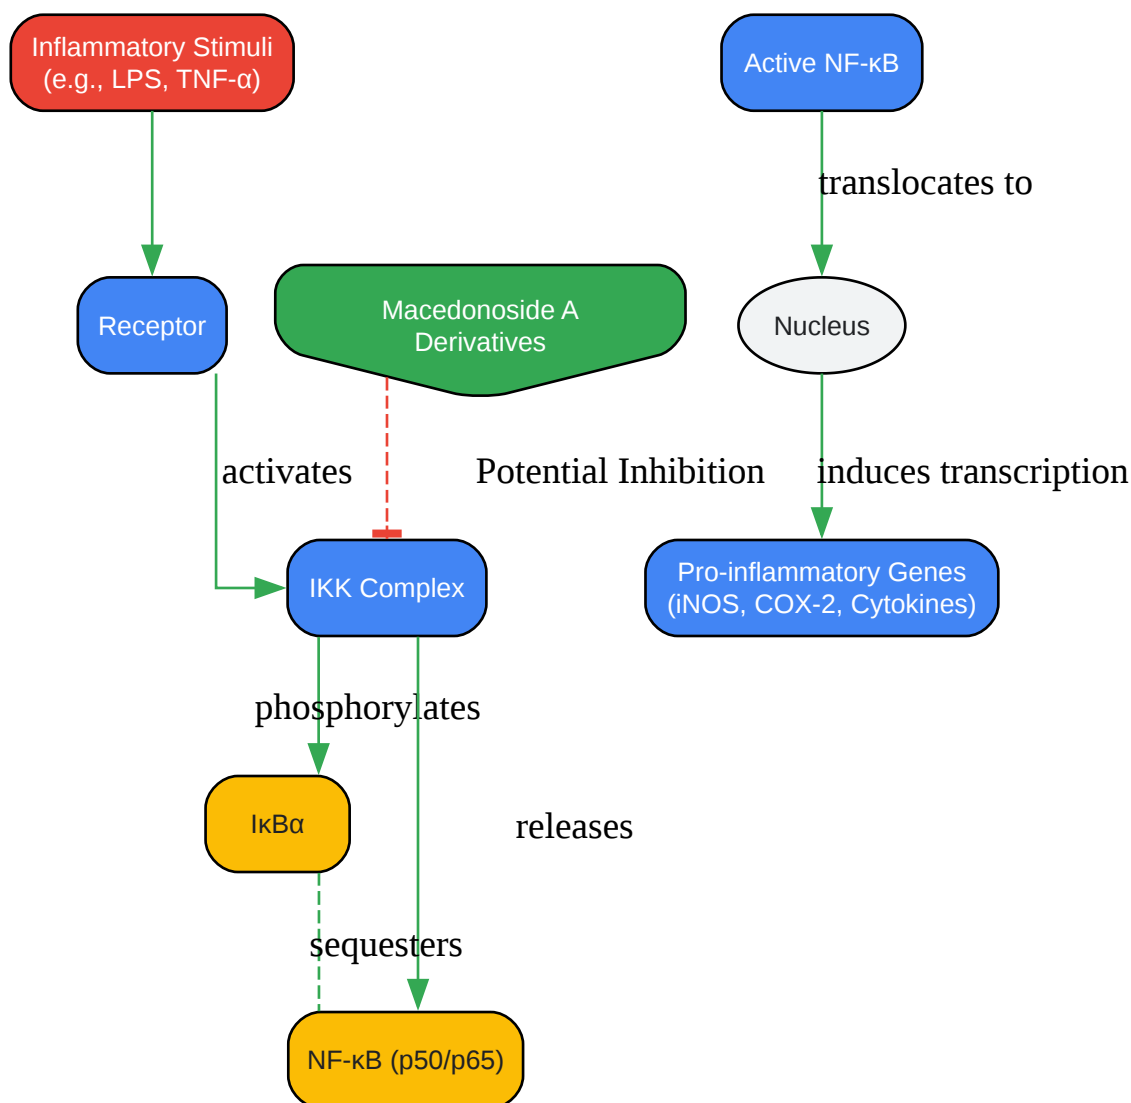 Inflammatory Stimuli
(e.g., LPS, TNF-α)
Active NF-κB
translocates to
Receptor
Macedonoside A
Derivatives
Nucleus
activates
Potential Inhibition
induces transcription
IKK Complex
Pro-inflammatory Genes
(iNOS, COX-2, Cytokines)
phosphorylates
IκBα
releases
sequesters
NF-κB (p50/p65)